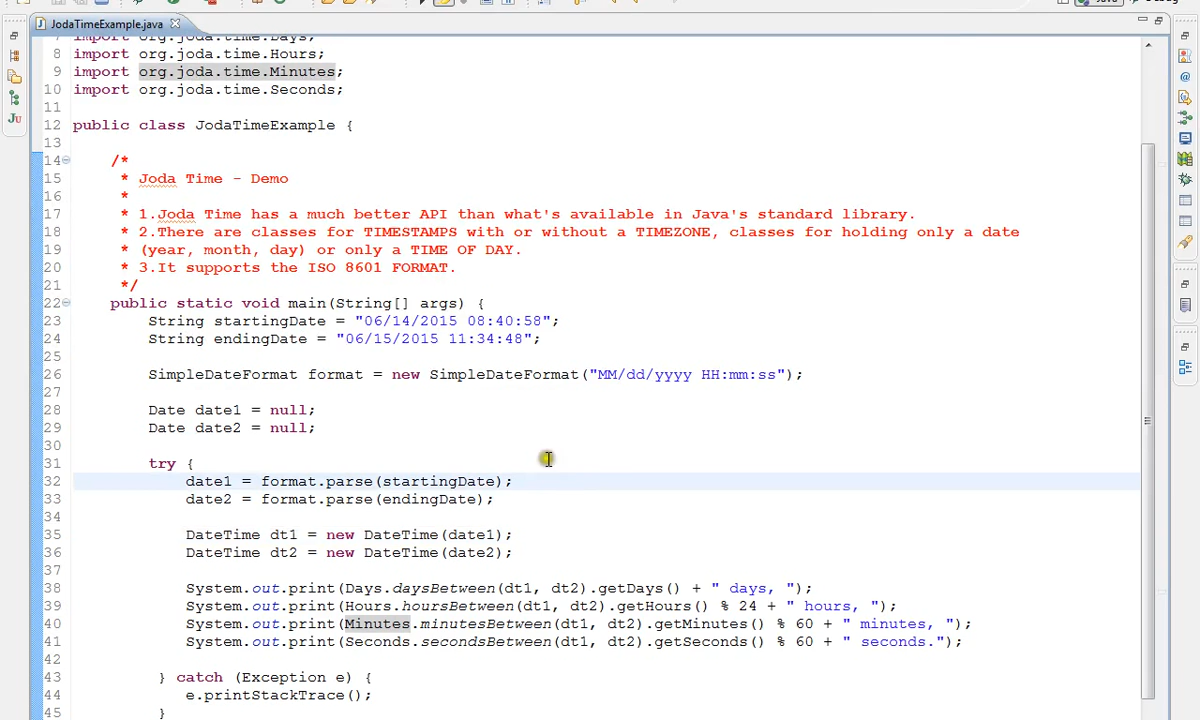 JodaTimeExample.java
7 import org.joda.time.Days;
8 import org.joda.time.Hours;
9 import org.joda.time.Minutes;
10 import org.joda.time.Seconds;
11
12 public class JodaTimeExample {
13
14 /*
15 * Joda Time - Demo
16 *
17 * 1.Joda Time has a much better API than what's available in Java's standard library.
18 * 2.There are classes for TIMESTAMPS with or without a TIMEZONE, classes for holding only a date
19 * (year, month, day) or only a TIME OF DAY.
20 * 3.It supports the ISO 8601 FORMAT.
21 */
22 public static void main(String[] args) {
23 String startingDate = "06/14/2015 08:40:58";
24 String endingDate = "06/15/2015 11:34:48";
25
26 SimpleDateFormat format = new SimpleDateFormat("MM/dd/yyyy HH:mm:ss");
27
28 Date date1 = null;
29 Date date2 = null;
30
31 try {
32 date1 = format.parse(startingDate);
33 date2 = format.parse(endingDate);
34
35 DateTime dt1 = new DateTime(date1);
36 DateTime dt2 = new DateTime(date2);
37
38 System.out.print(Days.daysBetween(dt1, dt2).getDays() + " days, ");
39 System.out.print(Hours.hoursBetween(dt1, dt2).getHours() % 24 + " hours, ");
40 System.out.print(Minutes.minutesBetween(dt1, dt2).getMinutes() % 60 + " minutes, ");
41 System.out.print(Seconds.secondsBetween(dt1, dt2).getSeconds() % 60 + " seconds.");
42
43 } catch (Exception e) {
44 e.printStackTrace();
45 }